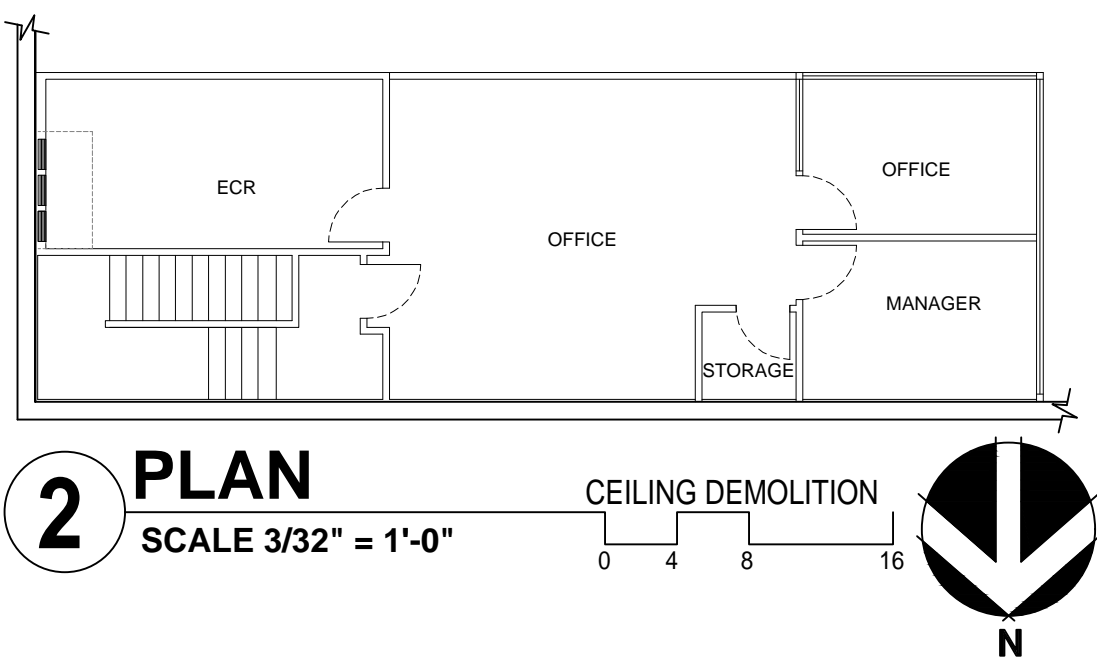 OFFICE
ECR
OFFICE
MANAGER
STORAGE
2
PLAN
CEILING DEMOLITION
SCALE 3/32" = 1'-0"
0 4 8 16
N